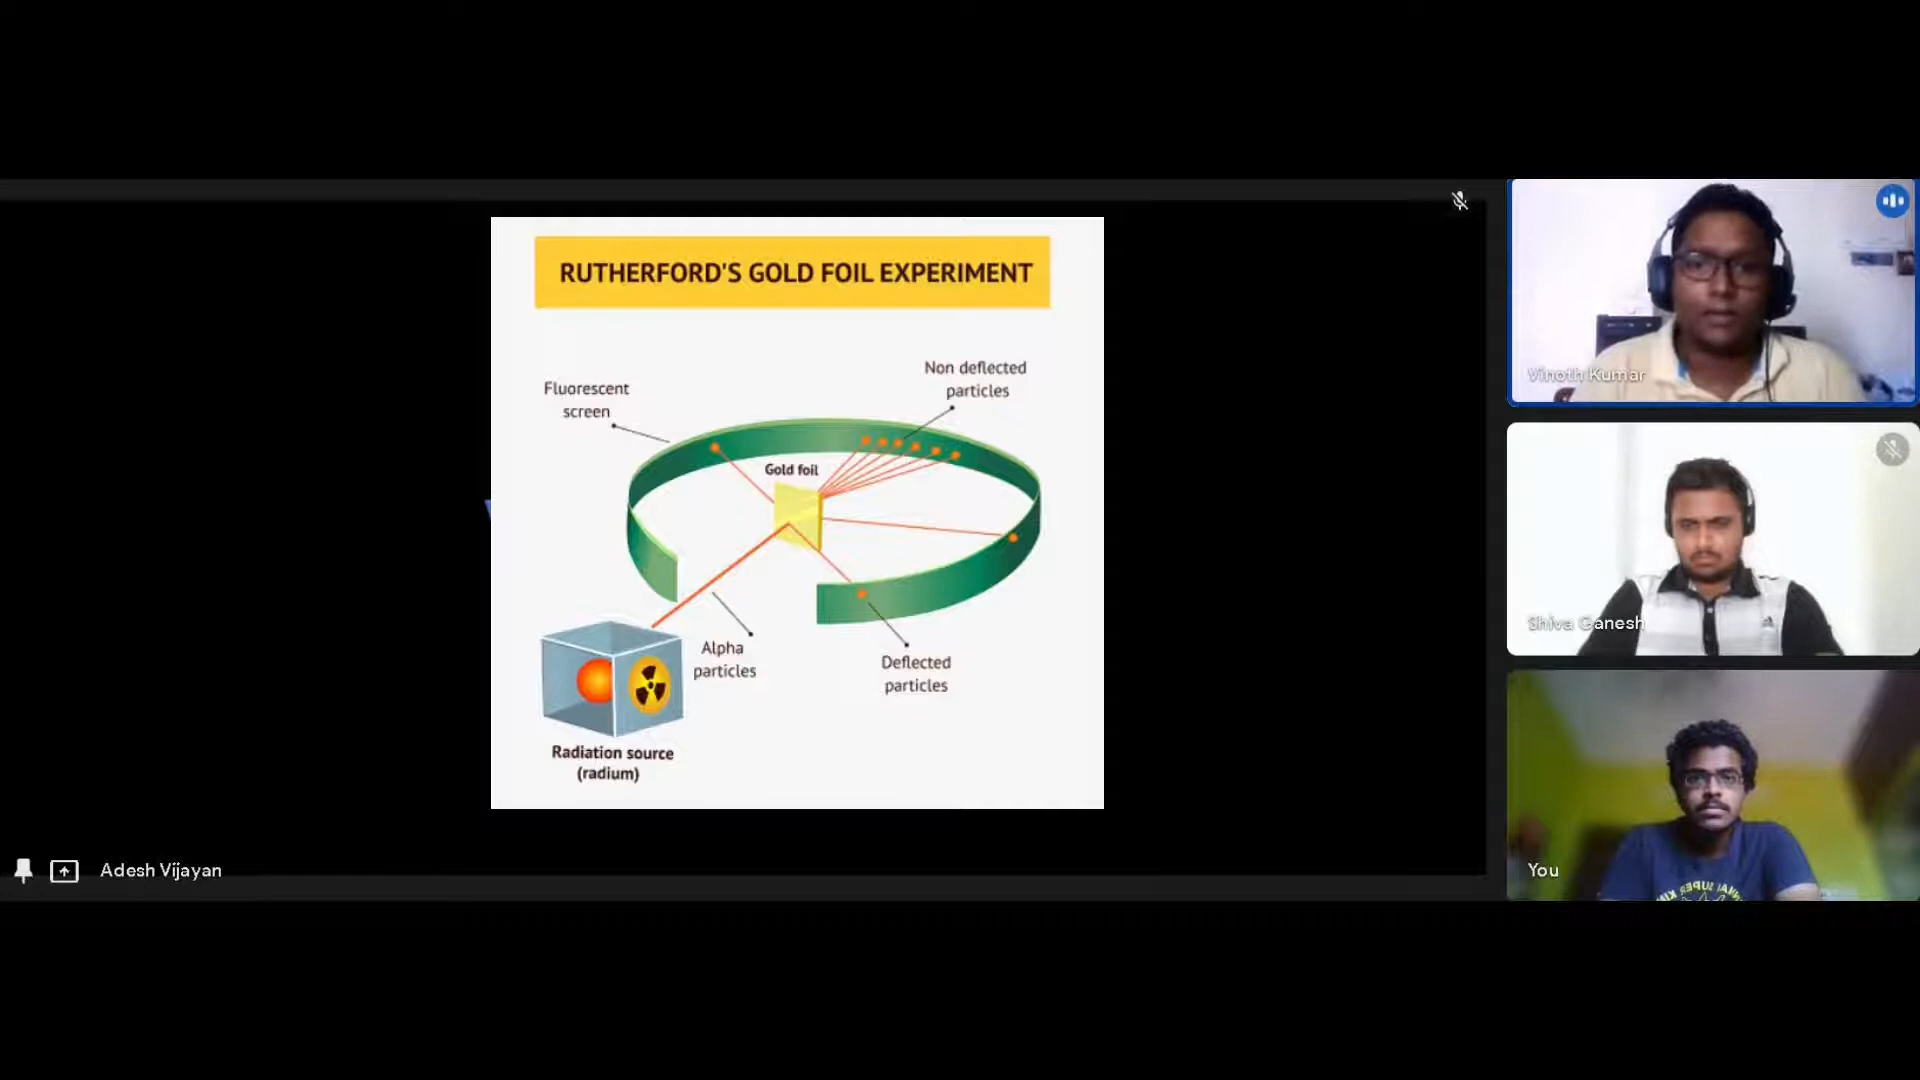 RUTHERFORD'S GOLD FOIL EXPERIMENT
Non deflected
particles
Fluorescent
screen
Gold foil
Alpha
particles
Deflected
particles
Radiation source
(radium)
Adesh Vijayan
Vinoth Kumar
Shiva Ganesh
You